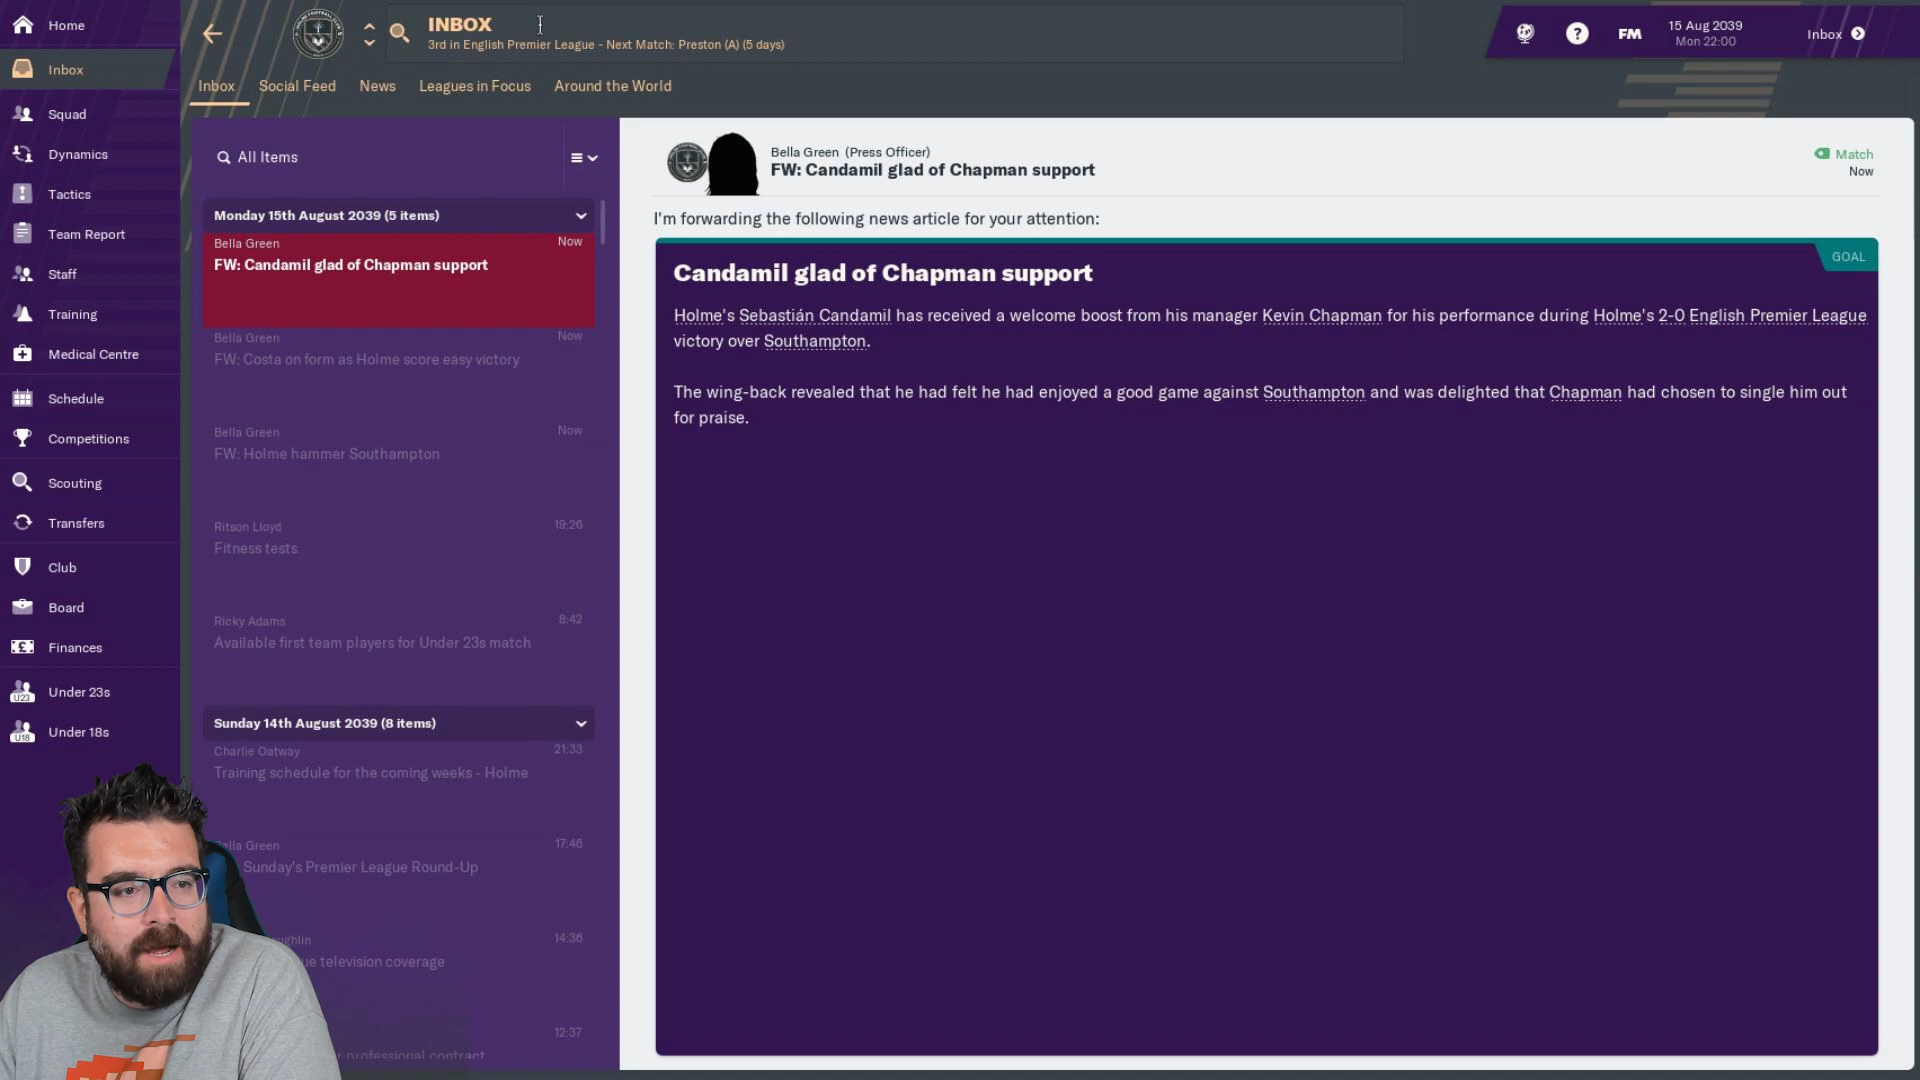 Home
Inbox
Squad
Dynamics
Tactics
Team Report
Staff
Training
Medical Centre
Schedule
Competitions
Scouting
Transfers
Club
Board
Finances
U23
Under 23s
U18
Under 18s
INBOX
3rd in English Premier League - Next Match: Preston (A) (5 days)
FM
15 Aug 2039
Mon 22:00
Inbox
Inbox Social Feed News Leagues in Focus Around the World
All Items
Monday 15th August 2039 (5 items)
Bella Green Now
FW: Candamil glad of Chapman support
Bella Green Now
FW: Costa on form as Holme score easy victory
Bella Green Now
FW: Holme hammer Southampton
Ritson Lloyd 19:26
Fitness tests
Ricky Adams 8:42
Available first team players for Under 23s match
Sunday 14th August 2039 (8 items)
Charlie Oatway 21:33
Training schedule for the coming weeks - Holme
Green 17:46
Sunday's Premier League Round-Up
14:36
television coverage
12:37
professional contract
Bella Green (Press Officer)
FW: Candamil glad of Chapman support
Match
Now
I'm forwarding the following news article for your attention:
GOAL
Candamil glad of Chapman support
Holme's Sebastián Candamil has received a welcome boost from his manager Kevin Chapman for his performance during Holme's 2-0 English Premier League
victory over Southampton.
The wing-back revealed that he had felt he had enjoyed a good game against Southampton and was delighted that Chapman had chosen to single him out
for praise.